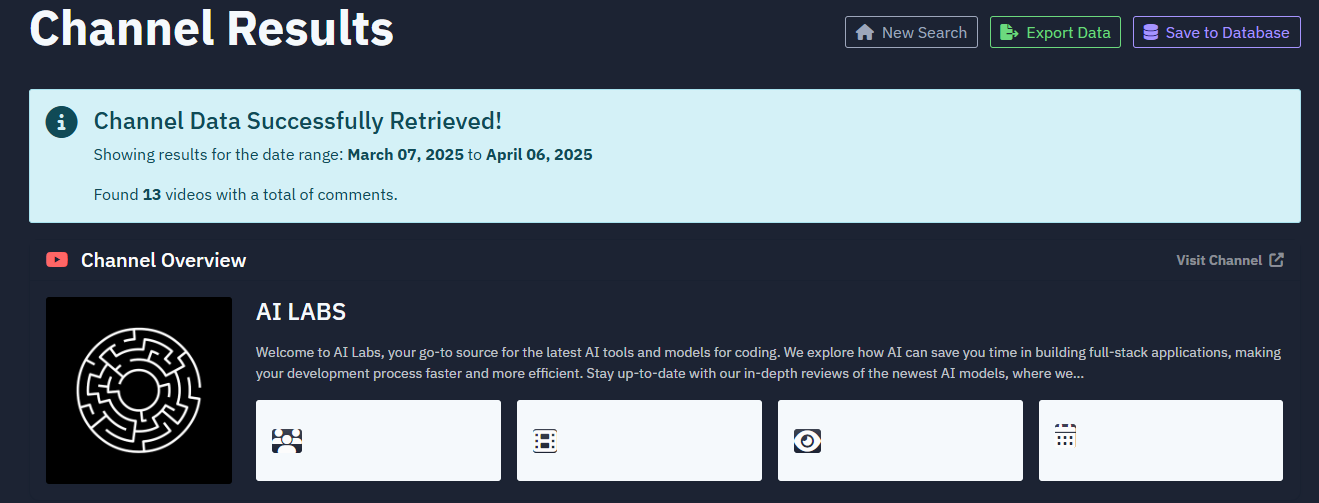 Channel Results
New Search
Export Data
Save to Database
Channel Data Successfully Retrieved!
Showing results for the date range: March 07, 2025 to April 06, 2025
Found 13 videos with a total of comments.
Channel Overview
Visit Channel
AI LABS
Welcome to AI Labs, your go-to source for the latest AI tools and models for coding. We explore how AI can save you time in building full-stack applications, making
your development process faster and more efficient. Stay up-to-date with our in-depth reviews of the newest AI models, where we...